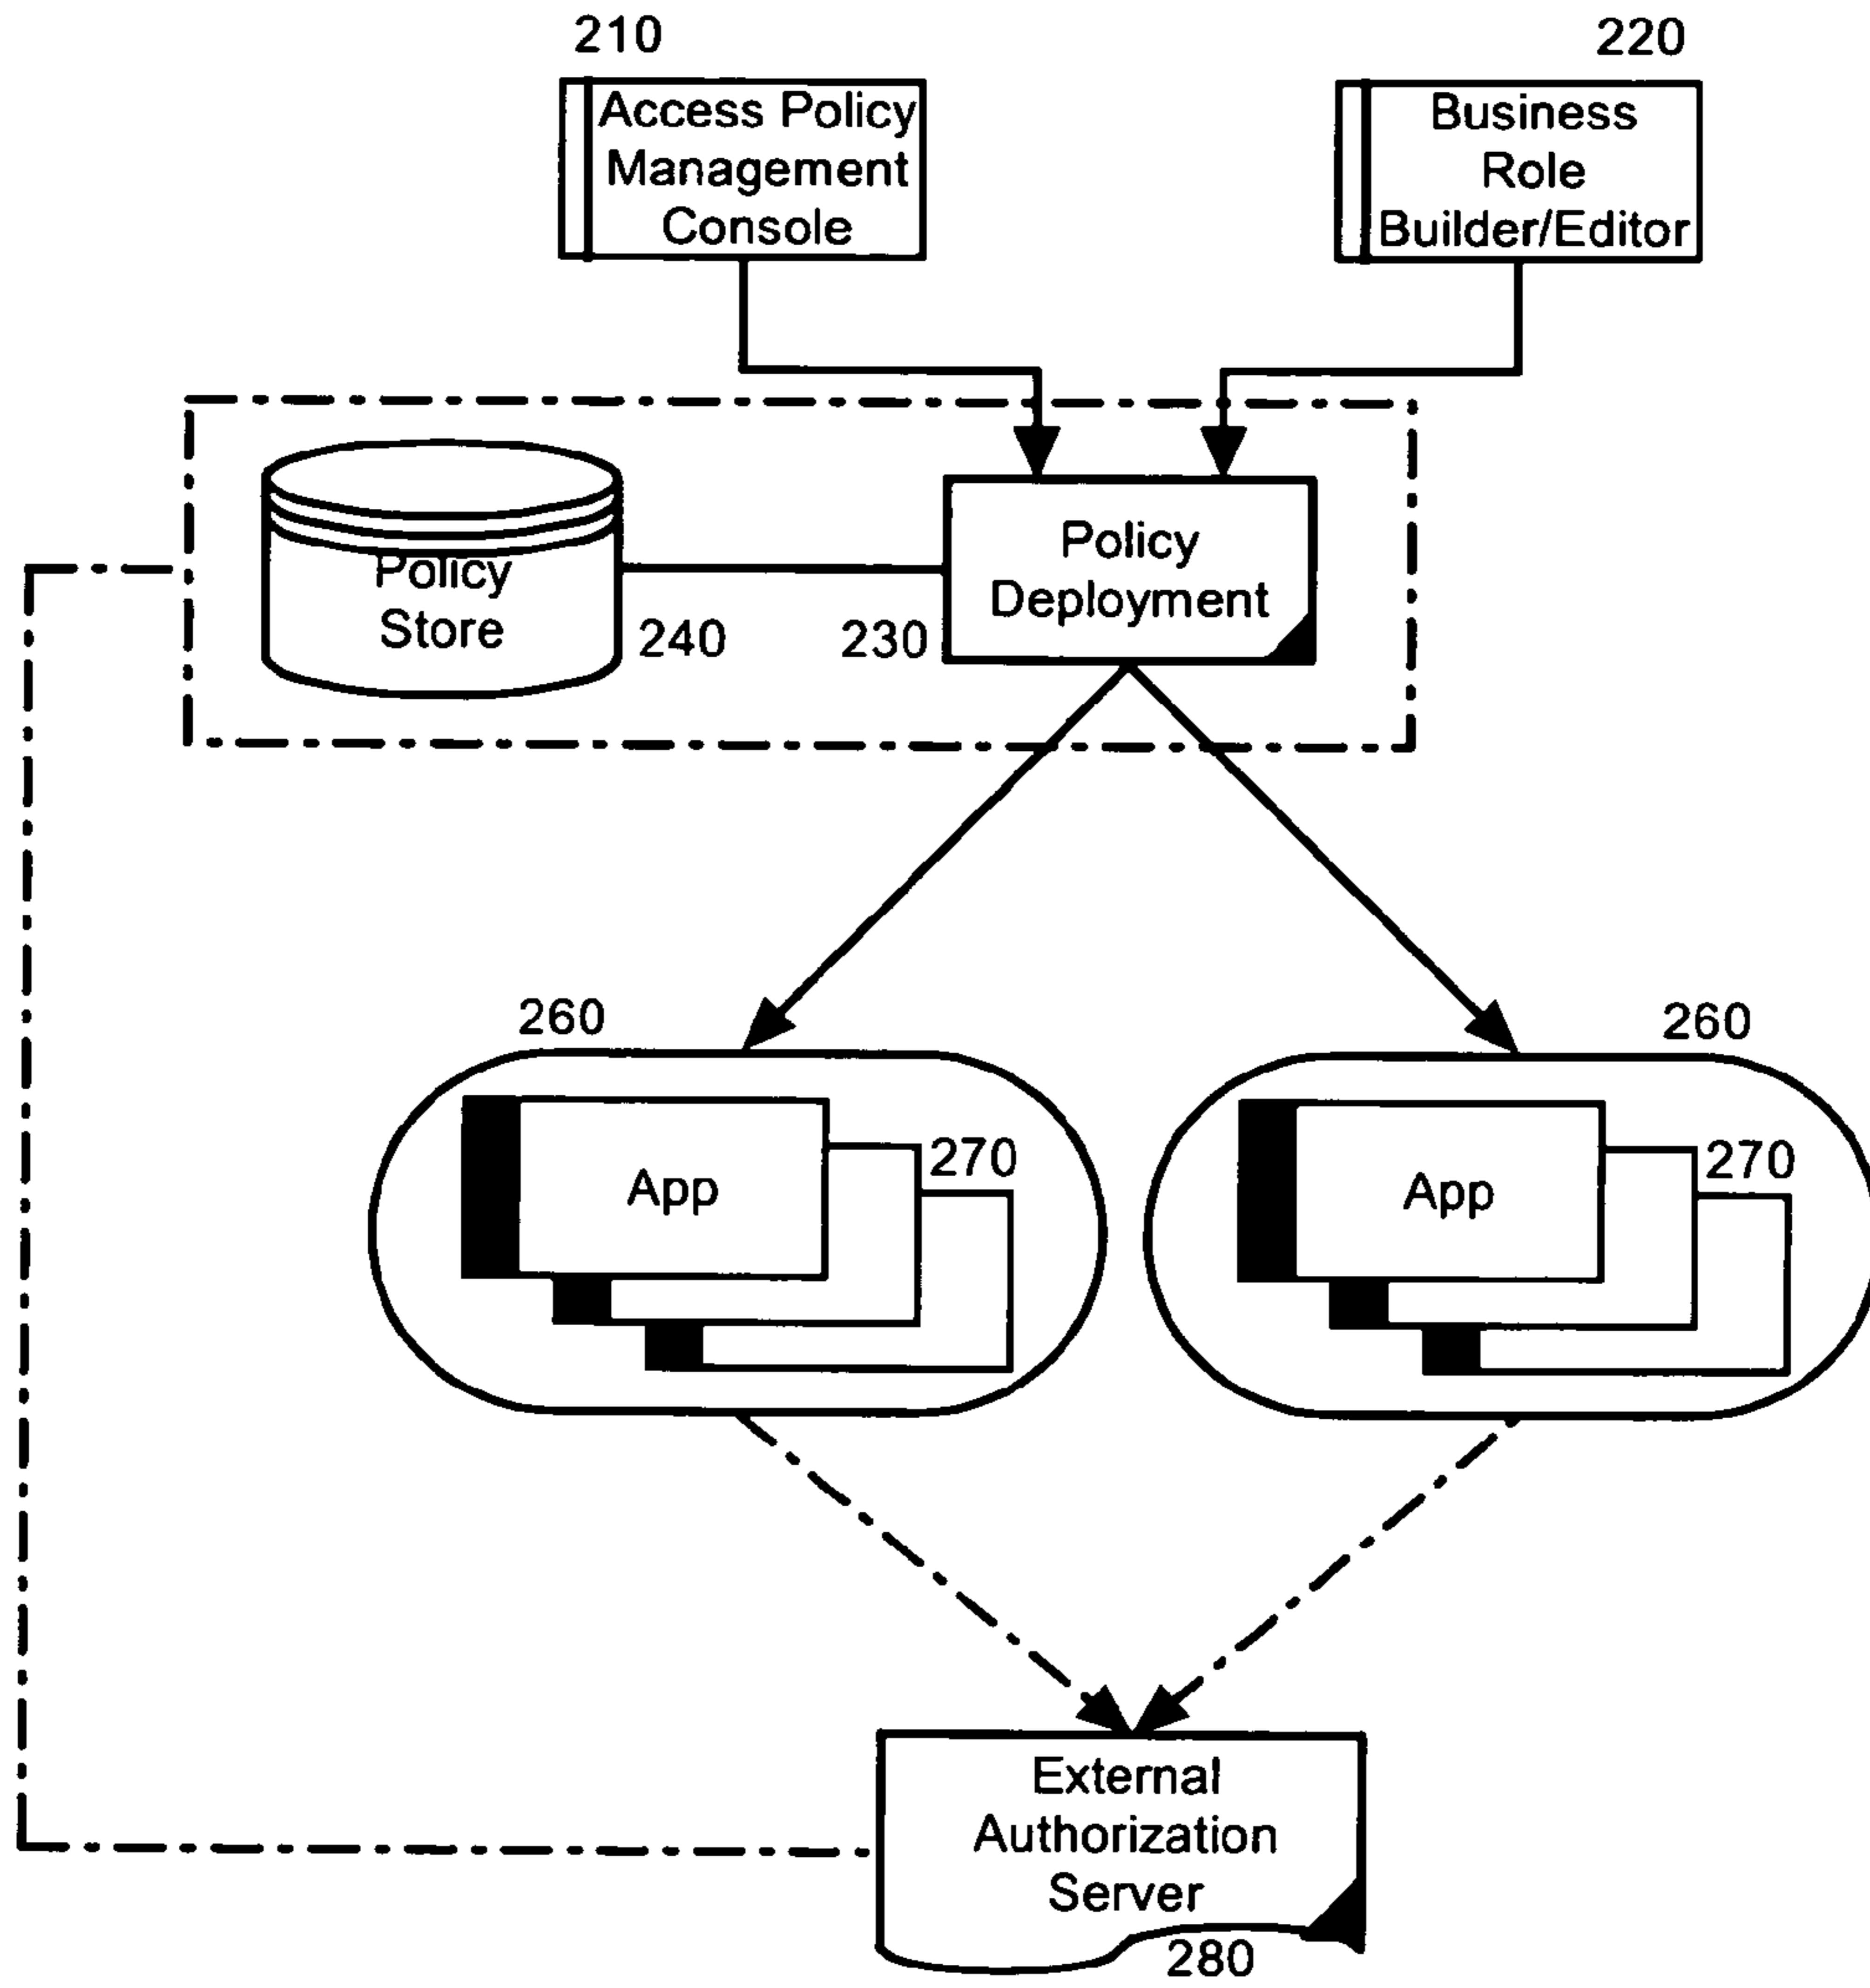 210
220
Access Policy
Management
Console
Business
Role
Builder/Editor
Policy
Store
240
230
Policy
Deployment
260
260
App
270
App
270
External
Authorization
Server
280